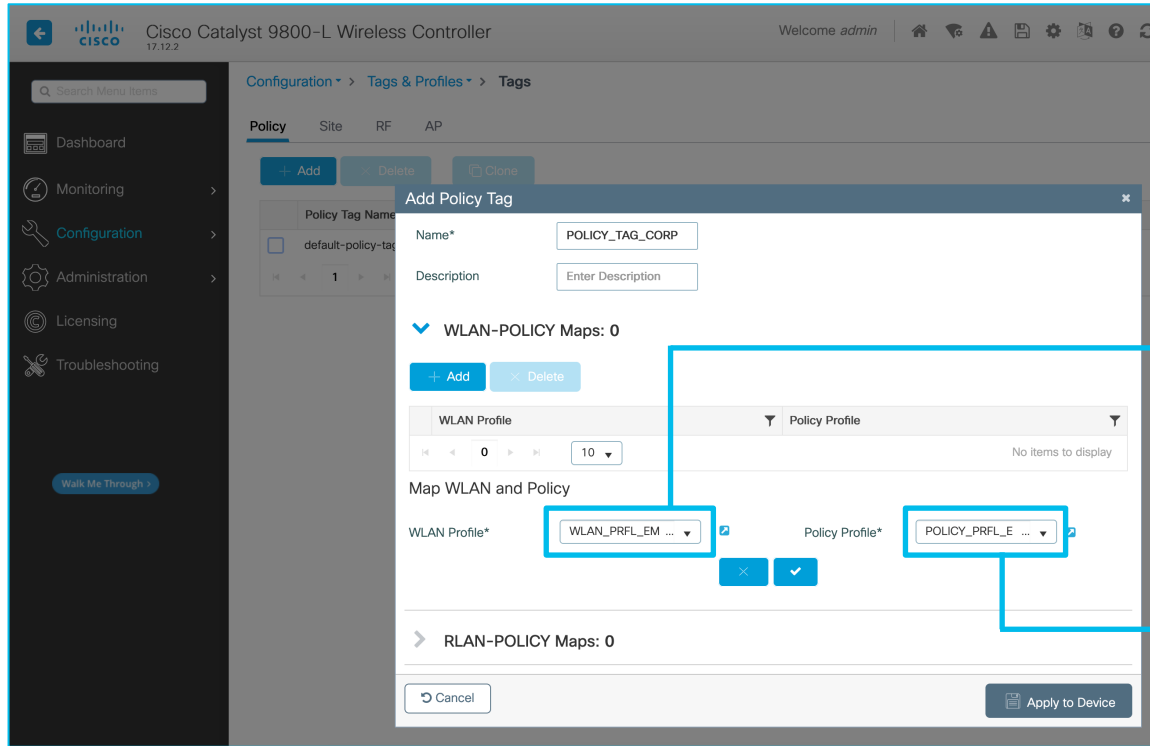 CISCO
Cisco Catalyst 9800-L Wireless Controller
17.12.2
Welcome admin
Search Menu Items
Dashboard
Monitoring
Configuration
Administration
Licensing
Troubleshooting
Walk Me Through >
Configuration > Tags & Profiles > Tags
Policy Site RF AP
+ Add × Delete Clone
Policy Tag Name
default-policy-tag
1
Add Policy Tag
Name* POLICY_TAG_CORP
Description Enter Description
WLAN-POLICY Maps: 0
+ Add × Delete
WLAN Profile Policy Profile
0 10 No items to display
Map WLAN and Policy
WLAN Profile* WLAN_PRFL_EM ... Policy Profile* POLICY_PRFL_E ...
RLAN-POLICY Maps: 0
Cancel Apply to Device